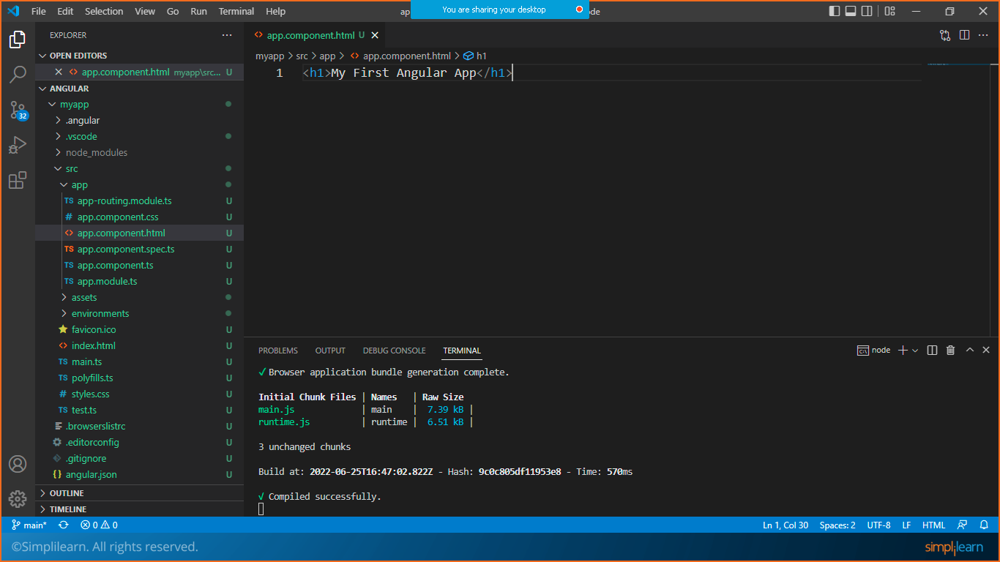 File Edit Selection View Go Run Terminal Help
ap
You are sharing your desktop
ode
EXPLORER
OPEN EDITORS
app.component.html myapp\src... U
ANGULAR
myapp
.angular
.vscode
node_modules
src
app
TS app-routing.module.ts U
# app.component.css U
<> app.component.html U
TS app.component.spec.ts U
TS app.component.ts U
TS app.module.ts U
assets
environments
favicon.ico U
<> index.html U
TS main.ts U
TS polyfills.ts U
# styles.css U
TS test.ts U
.browserslistrc U
.editorconfig U
.gitignore U
{} angular.json U
OUTLINE
TIMELINE
32
<> app.component.html U
myapp > src > app > <> app.component.html > h1
1 <h1>My First Angular App</h1>
PROBLEMS OUTPUT DEBUG CONSOLE TERMINAL
node
√ Browser application bundle generation complete.
Initial Chunk Files | Names | Raw Size
main.js | main | 7.39 kB |
runtime.js | runtime | 6.51 kB |
3 unchanged chunks
Build at: 2022-06-25T16:47:02.822Z - Hash: 9c0c805df11953e8 - Time: 570ms
√ Compiled successfully.
main* 0 0 Ln 1, Col 30 Spaces: 2 UTF-8 LF HTML
©Simplilearn. All rights reserved.
simplilearn